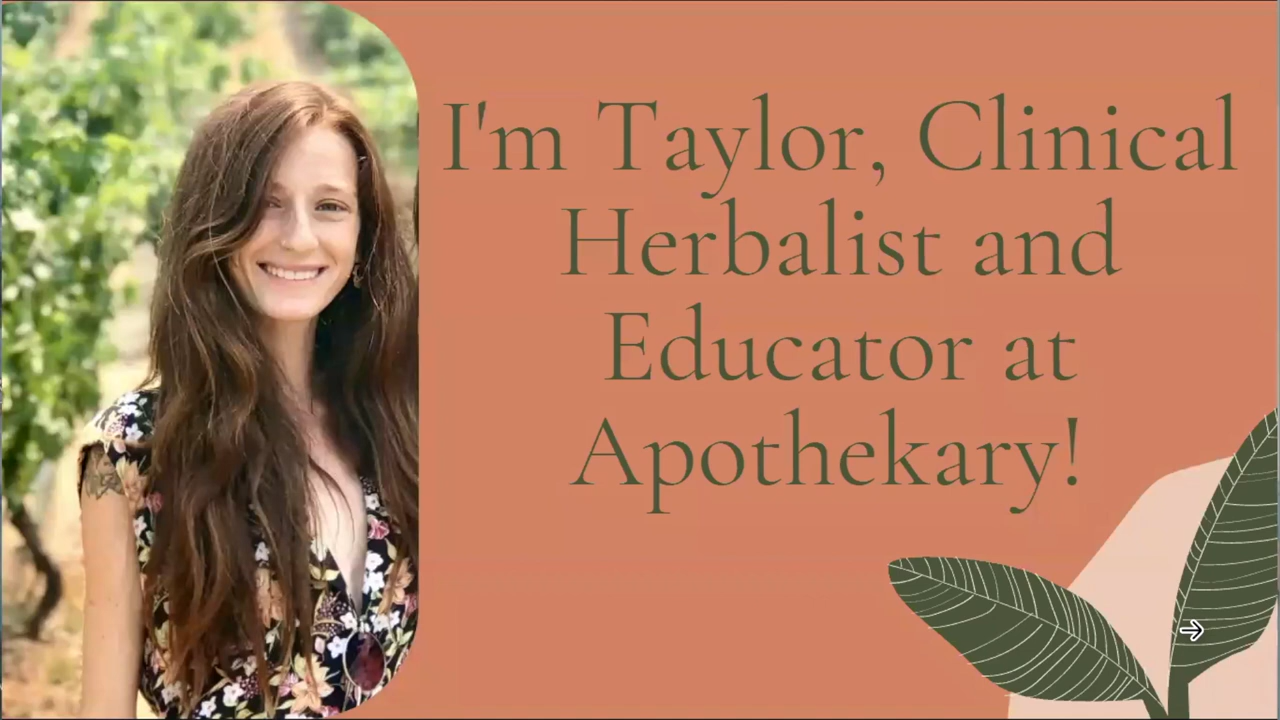 I'm Taylor, Clinical
Herbalist and
Educator at
Apothekary!